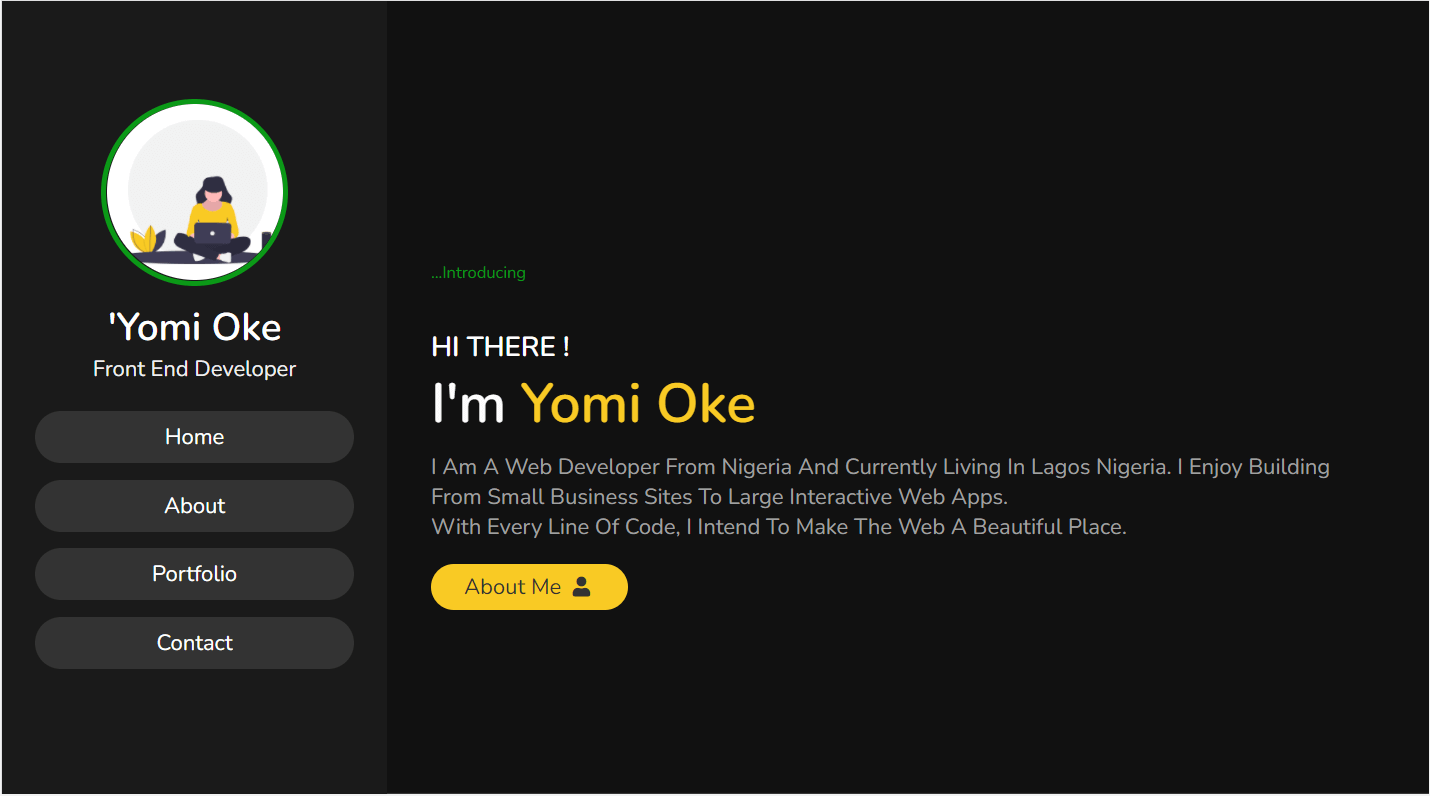 'Yomi Oke
Front End Developer
Home
About
Portfolio
Contact
...Introducing
HI THERE !
I'm Yomi Oke
I Am A Web Developer From Nigeria And Currently Living In Lagos Nigeria. I Enjoy Building
From Small Business Sites To Large Interactive Web Apps.
With Every Line Of Code, I Intend To Make The Web A Beautiful Place.
About Me